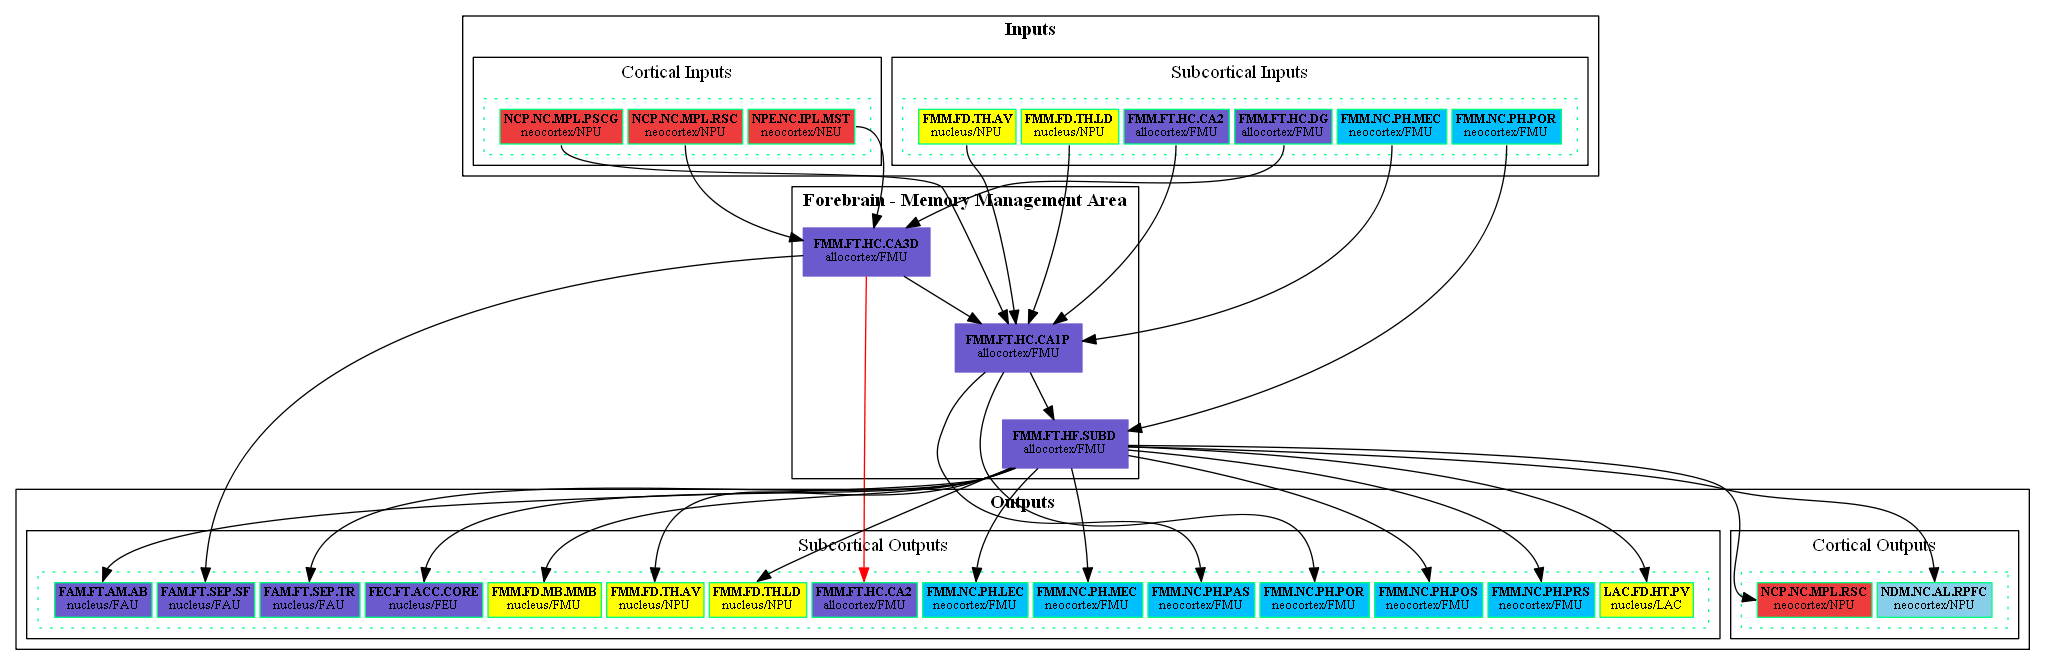 Inputs
Cortical Inputs
Subcortical Inputs
NCP.NC.MPL.PSCG
neocortex/NPU
NCP.NC.MPL.RSC
neocortex/NPU
NPE.NC.IPL.MST
neocortex/NEU
FMM.FD.TH.AV
nucleus/NPU
FMM.FD.TH.LD
nucleus/NPU
FMM.FT.HC.CA2
allocortex/FMU
FMM.FT.HC.DG
allocortex/FMU
FMM.NC.PH.MEC
neocortex/FMU
FMM.NC.PH.POR
neocortex/FMU
Forebrain - Memory Management Area
FMM.FT.HC.CA3D
allocortex/FMU
FMM.FT.HC.CA1P
allocortex/FMU
FMM.FT.HF.SUBD
allocortex/FMU
Outputs
Subcortical Outputs
Cortical Outputs
FAM.FT.AM.AB
nucleus/FAU
FAM.FT.SEP.SF
nucleus/FAU
FAM.FT.SEP.TR
nucleus/FAU
FEC.FT.ACC.CORE
nucleus/FEU
FMM.FD.MB.MMB
nucleus/FMU
FMM.FD.TH.AV
nucleus/NPU
FMM.FD.TH.LD
nucleus/NPU
FMM.FT.HC.CA2
allocortex/FMU
FMM.NC.PH.LEC
neocortex/FMU
FMM.NC.PH.MEC
neocortex/FMU
FMM.NC.PH.PAS
neocortex/FMU
FMM.NC.PH.POR
neocortex/FMU
FMM.NC.PH.POS
neocortex/FMU
FMM.NC.PH.PRS
neocortex/FMU
LAC.FD.HT.PV
nucleus/LAC
NCP.NC.MPL.RSC
neocortex/NPU
NDM.NC.AL.RPFC
neocortex/NPU